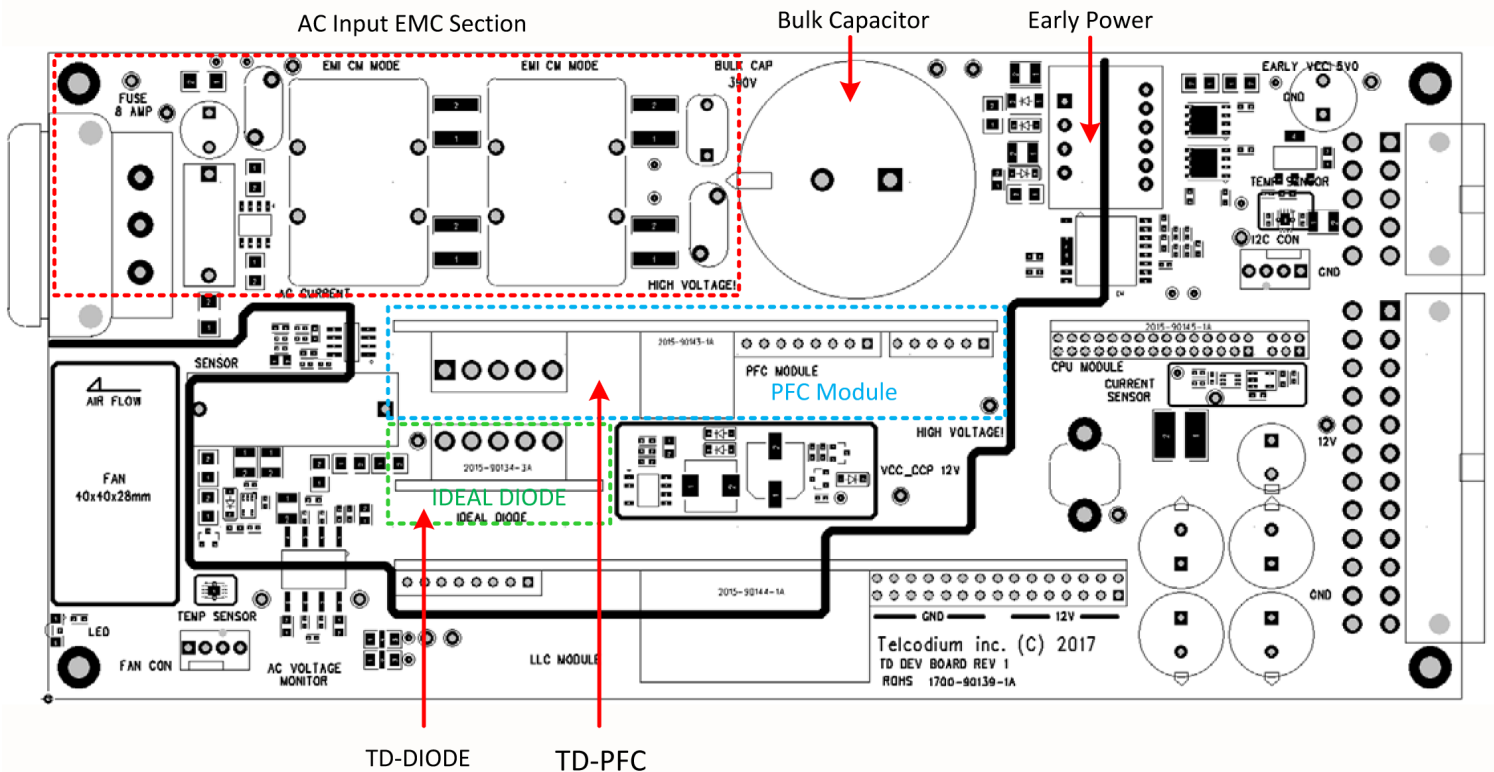 AC Input EMC Section
Bulk Capacitor
Early Power
EMI CM MODE
EMI CM MODE
BULK CAP
390V
EARLY VCC 5V0
GND
FUSE
8 AMP
TEMP SENSOR
I2C CON
GND
HIGH VOLTAGE!
AC CURRENT
SENSOR
2015-90143-1A
PFC MODULE
PFC Module
2015-90145-1A
CPU MODULE
CURRENT
SENSOR
AIR FLOW
HIGH VOLTAGE!
12V
FAN
40x40x28mm
2015-90134-3A
IDEAL DIODE
IDEAL DIODE
VCC_CCP 12V
2015-90144-1A
GND
12V
GND
TEMP SENSOR
LED
FAN CON
AC VOLTAGE
MONITOR
LLC MODULE
Telcodium inc. (C) 2017
TD DEV BOARD REV 1
ROHS 1700-90139-1A
TD-DIODE
TD-PFC